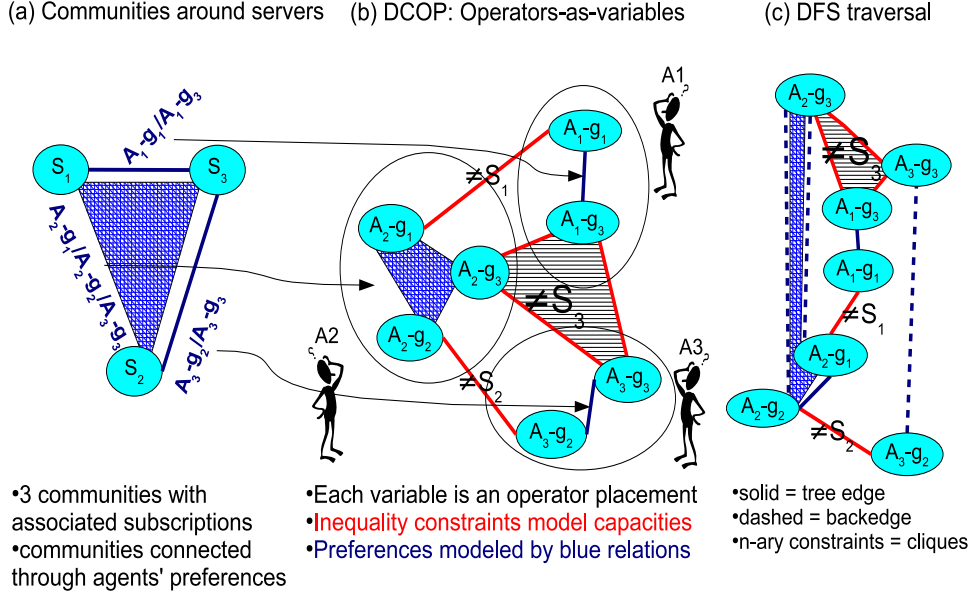 (a) Communities around servers
(b) DCOP: Operators-as-variables
(c) DFS traversal
A₁-g₁/A₁-g₃
S₁
S₃
A₂-g₁/A₂-g₂/A₃-g₃
A₃-g₂/A₃-g₃
S₂
A1
?
A₁-g₁
≠S₁
A₂-g₁
A₁-g₃
A₂-g₃
≠S₃
A₂-g₂
A2
?
≠S₂
A3
?
A₃-g₃
A₃-g₂
A₂-g₃
≠S₃
A₃-g₃
A₁-g₃
A₁-g₁
≠S₁
A₂-g₁
A₂-g₂
≠S₂
A₃-g₂
•3 communities with
associated subscriptions
•communities connected
through agents' preferences
•Each variable is an operator placement
•Inequality constraints model capacities
•Preferences modeled by blue relations
•solid = tree edge
•dashed = backedge
•n-ary constraints = cliques